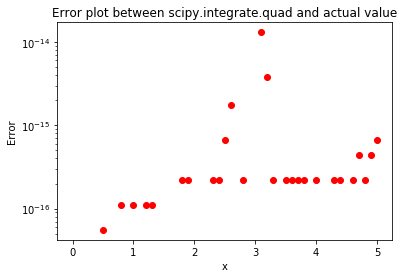 Error plot between scipy.integrate.quad and actual value
10⁻¹⁴
10⁻¹⁵
10⁻¹⁶
Error
0 1 2 3 4 5
x